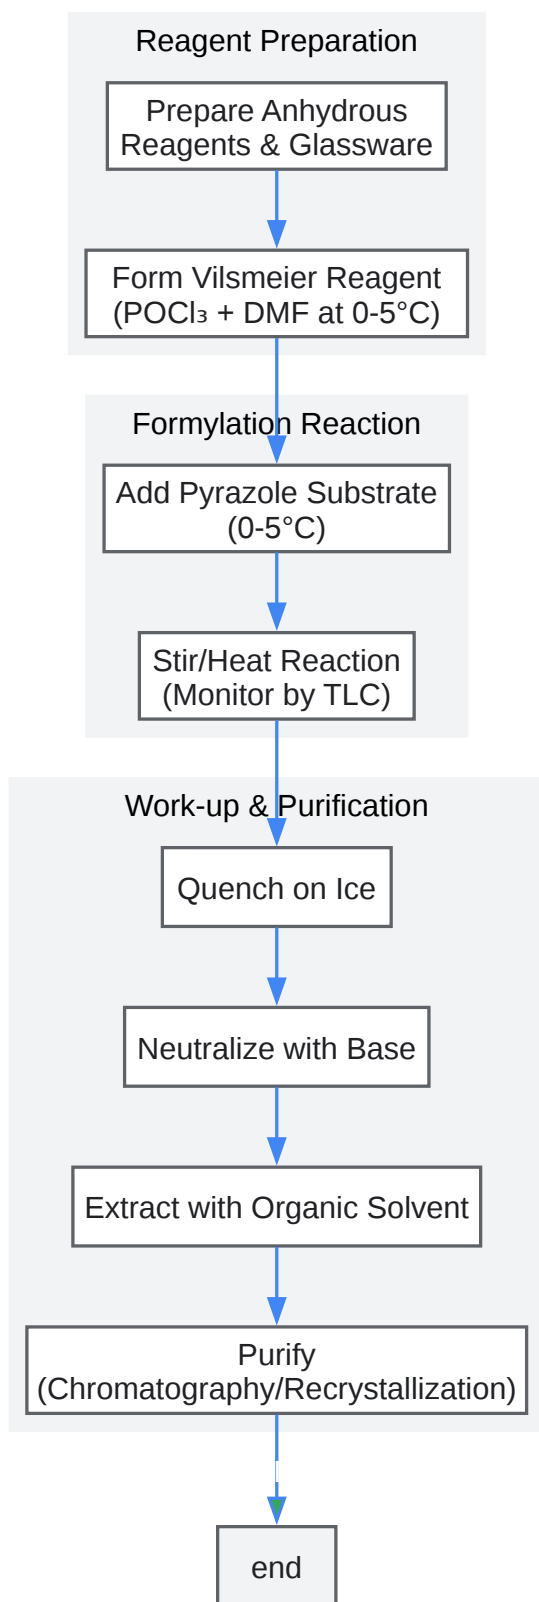 Reagent Preparation
Prepare Anhydrous
Reagents & Glassware
Form Vilsmeier Reagent
(POCl₃ + DMF at 0-5°C)
Formylation Reaction
Add Pyrazole Substrate
(0-5°C)
Stir/Heat Reaction
(Monitor by TLC)
Work-up & Purification
Quench on Ice
Neutralize with Base
Extract with Organic Solvent
Purify
(Chromatography/Recrystallization)
end